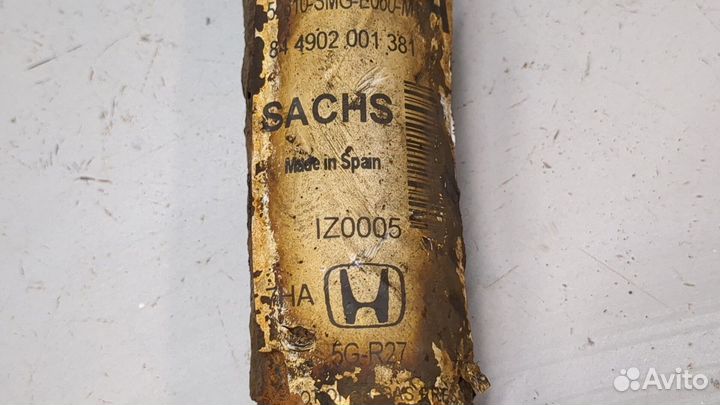 84 4902 001 381
SACHS
Made in Spain
IZ0005
HA
5G-R27
Avito